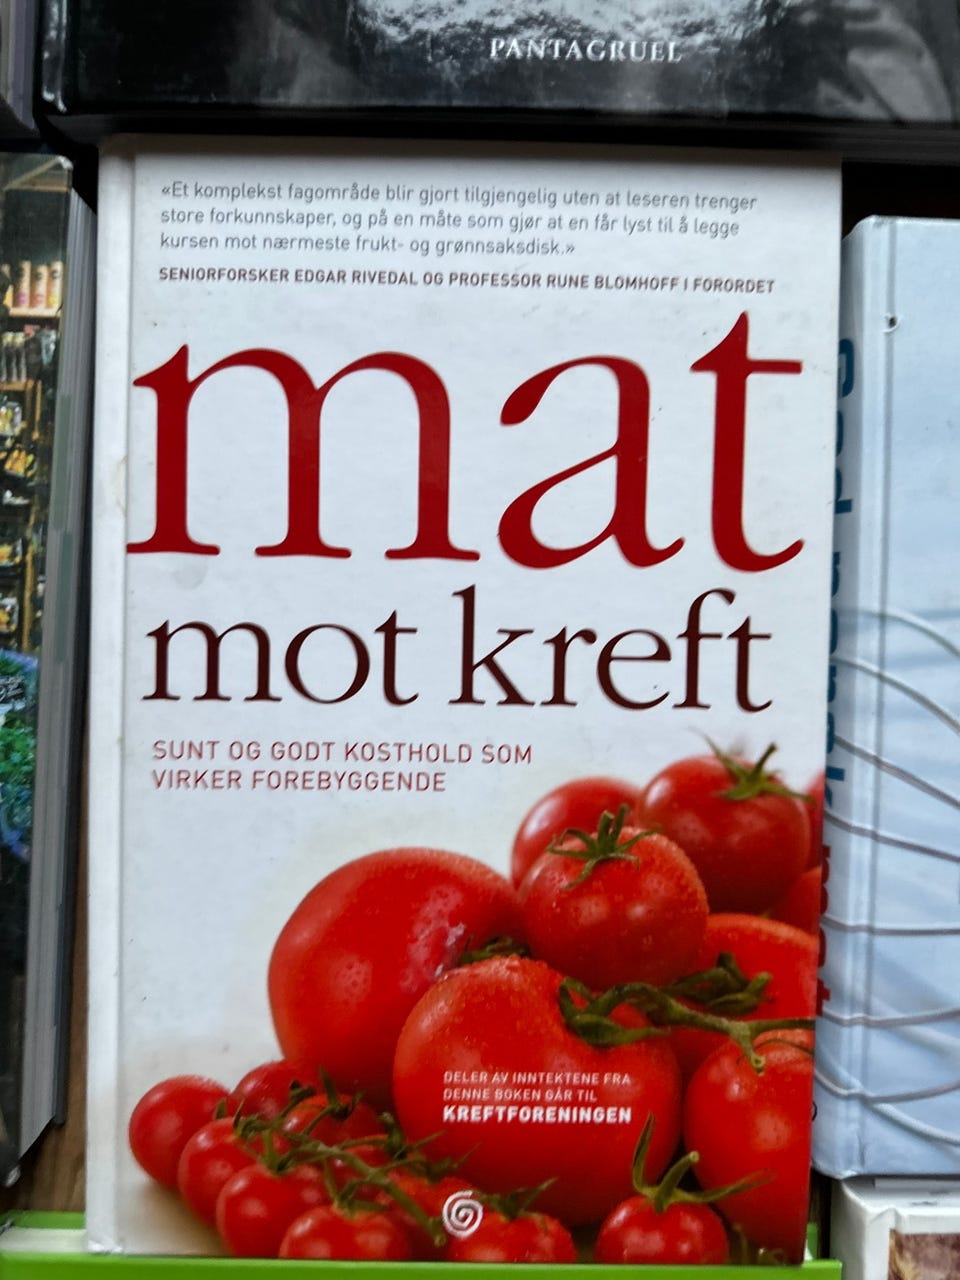 PANTAGRUEL
«Et komplekst fagområde blir gjort tilgjengelig uten at leseren trenger
store forkunnskaper, og på en måte som gjør at en får lyst til å legge
kursen mot nærmeste frukt- og grønnsaksdisk.»
SENIORFORSKER EDGAR RIVEDAL OG PROFESSOR RUNE BLOMHOFF I FORORDET
mat
mot kreft
SUNT OG GODT KOSTHOLD SOM
VIRKER FOREBYGGENDE
DELER AV INNTEKTENE FRA
DENNE BOKEN GÅR TIL
KREFTFORENINGEN